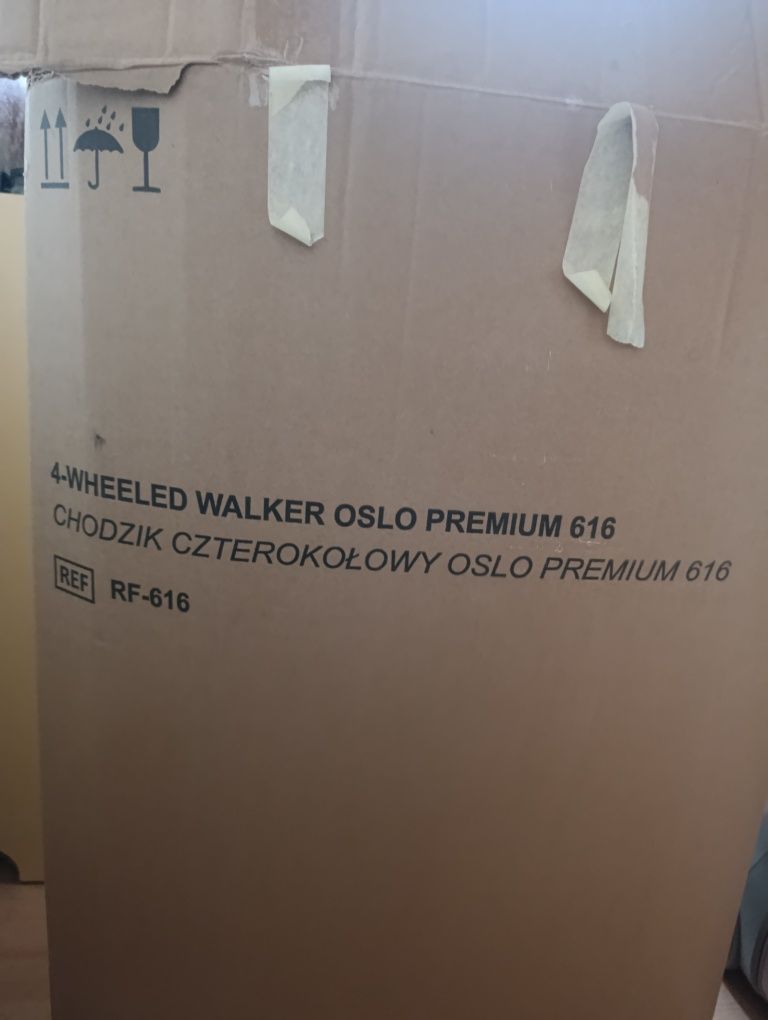 4-WHEELED WALKER OSLO PREMIUM 616
CHODZIK CZTEROKOŁOWY OSLO PREMIUM 616
REF RF-616